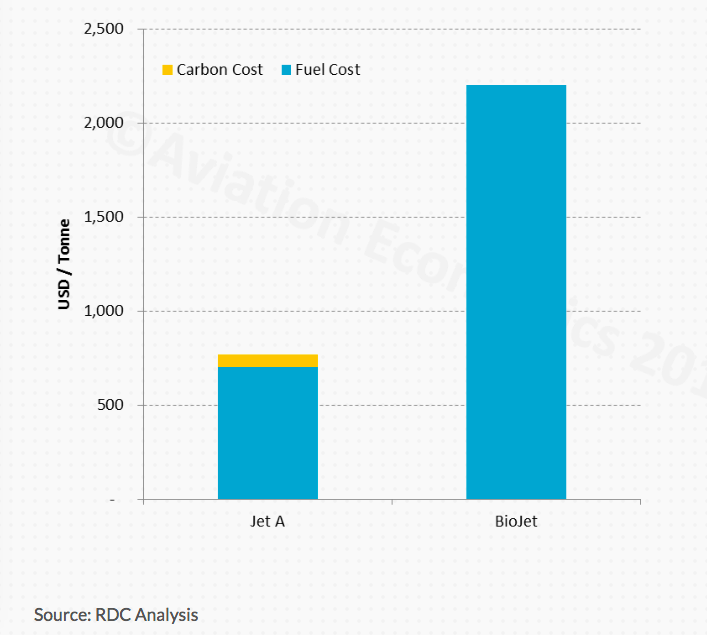 2,500
Carbon Cost Fuel Cost
2,000
1,500
1,000
500
-
USD / Tonne
Jet A BioJet
©Aviation
Source: RDC Analysis